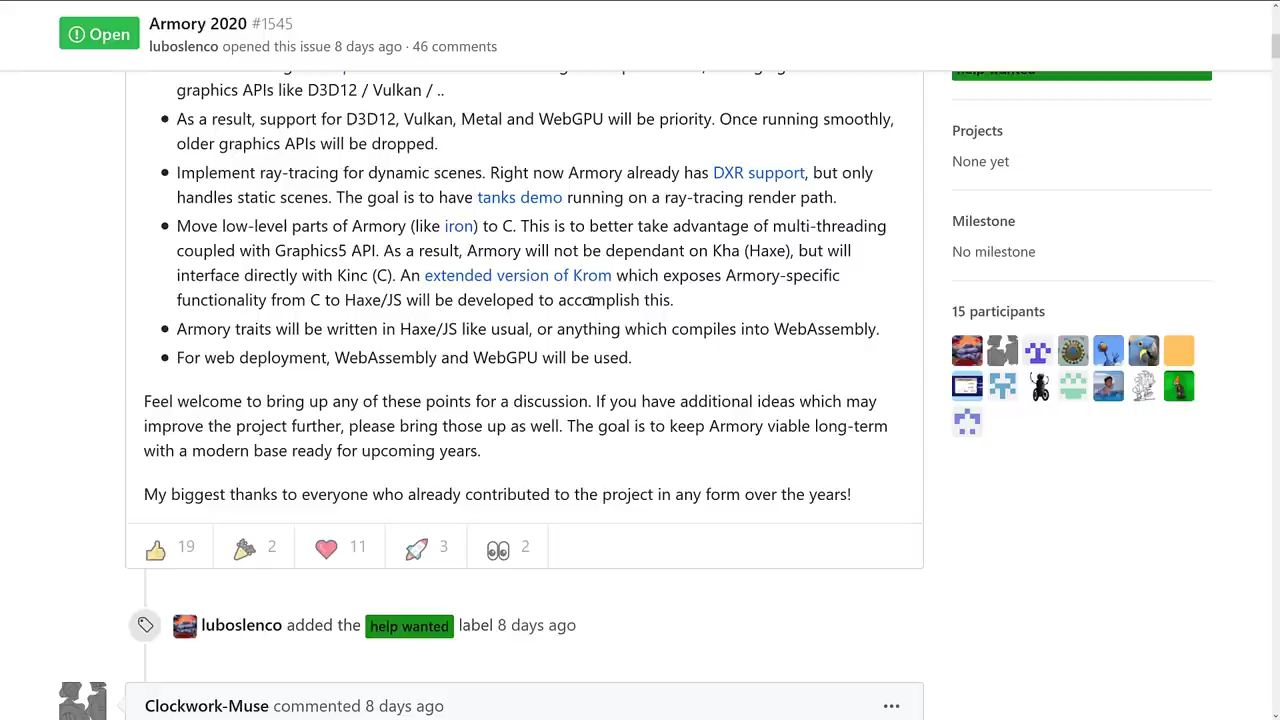 Open
Armory 2020 #1545
luboslenco opened this issue 8 days ago · 46 comments
graphics APIs like D3D12 / Vulkan / ..
As a result, support for D3D12, Vulkan, Metal and WebGPU will be priority. Once running smoothly,
older graphics APIs will be dropped.
Implement ray-tracing for dynamic scenes. Right now Armory already has DXR support, but only
handles static scenes. The goal is to have tanks demo running on a ray-tracing render path.
Move low-level parts of Armory (like iron) to C. This is to better take advantage of multi-threading
coupled with Graphics5 API. As a result, Armory will not be dependant on Kha (Haxe), but will
interface directly with Kinc (C). An extended version of Krom which exposes Armory-specific
functionality from C to Haxe/JS will be developed to accomplish this.
Armory traits will be written in Haxe/JS like usual, or anything which compiles into WebAssembly.
For web deployment, WebAssembly and WebGPU will be used.
Feel welcome to bring up any of these points for a discussion. If you have additional ideas which may
improve the project further, please bring those up as well. The goal is to keep Armory viable long-term
with a modern base ready for upcoming years.
My biggest thanks to everyone who already contributed to the project in any form over the years!
19 2 11 3 2
luboslenco added the help wanted label 8 days ago
Clockwork-Muse commented 8 days ago
help wanted
Projects
None yet
Milestone
No milestone
15 participants